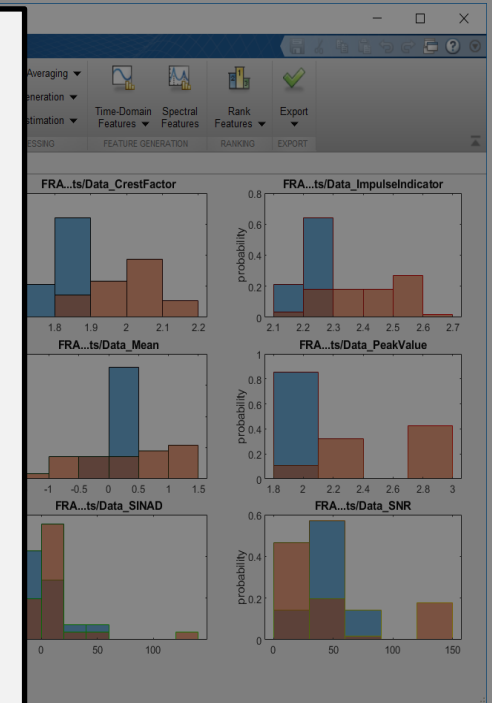 Averaging
Time-Domain Features
Spectral Features
Rank Features
Export
FEATURE GENERATION
RANKING
EXPORT
FRA...ts/Data_CrestFactor
1.8 1.9 2 2.1 2.2
FRA...ts/Data_ImpulseIndicator
probability
0.8
0.6
0.4
0.2
0
2.1 2.2 2.3 2.4 2.5 2.6 2.7
FRA...ts/Data_Mean
-1 -0.5 0 0.5 1 1.5
FRA...ts/Data_PeakValue
probability
1
0.8
0.6
0.4
0.2
0
1.8 2 2.2 2.4 2.6 2.8 3
FRA...ts/Data_SINAD
0 50 100
FRA...ts/Data_SNR
probability
0.6
0.4
0.2
0
0 50 100 150